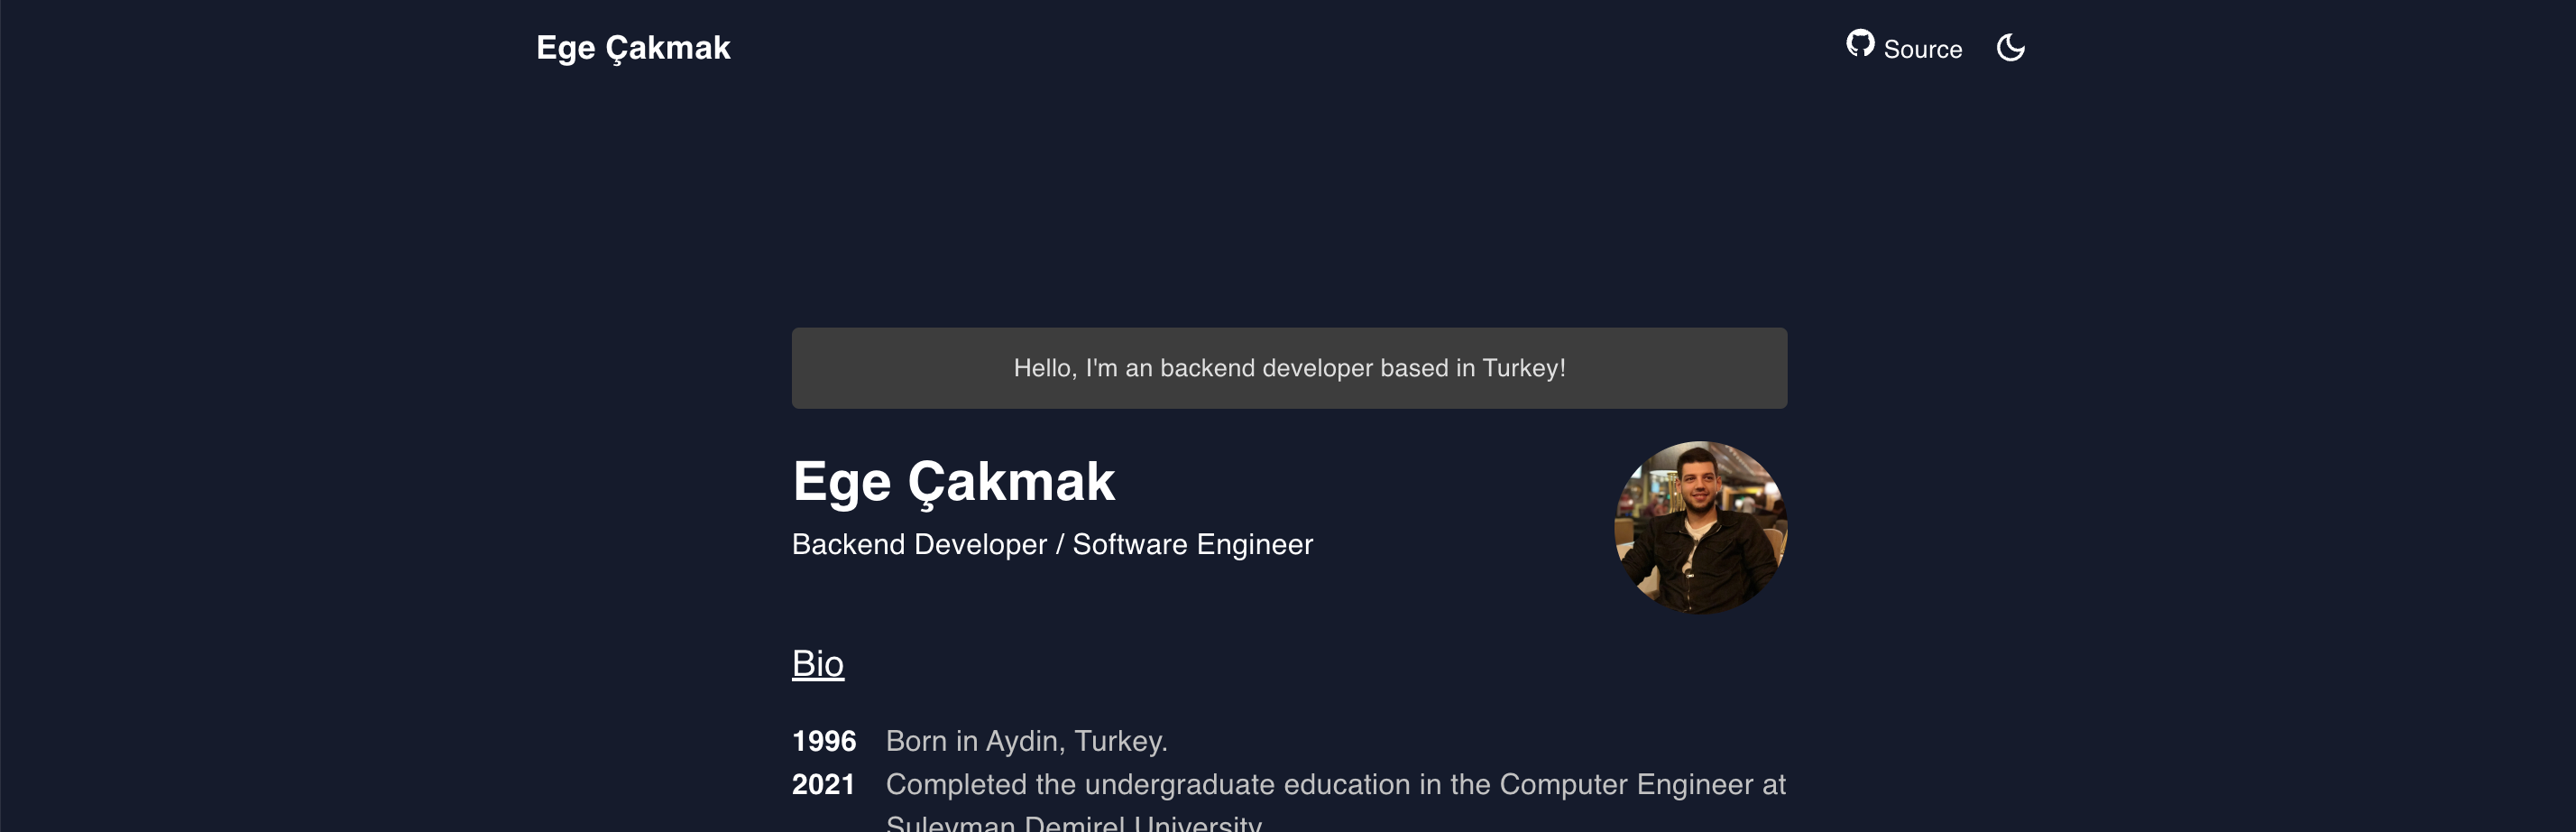 Ege Çakmak
Source
Hello, I'm an backend developer based in Turkey!
Ege Çakmak
Backend Developer / Software Engineer
Bio
1996 Born in Aydin, Turkey.
2021 Completed the undergraduate education in the Computer Engineer at
Suleyman Demirel University